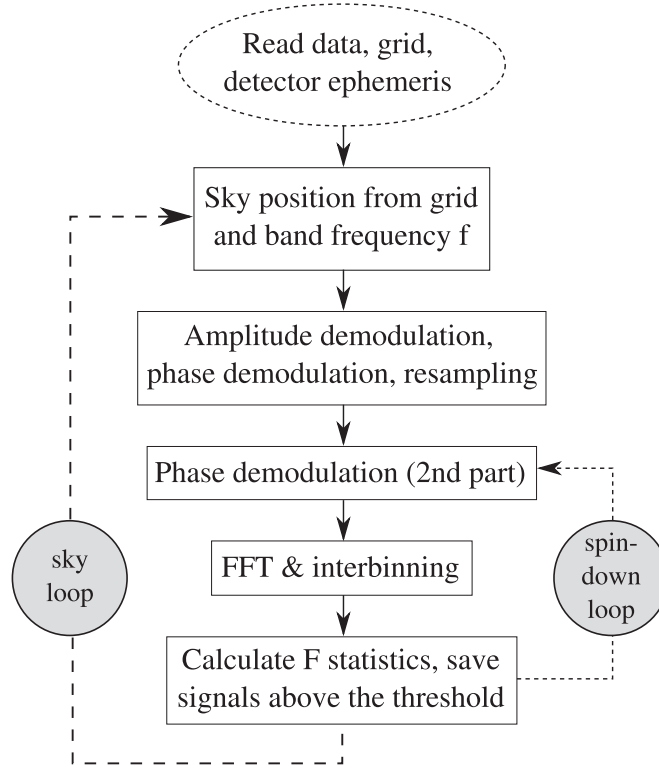 Read data, grid,
detector ephemeris
Sky position from grid
and band frequency f
Amplitude demodulation,
phase demodulation, resampling
Phase demodulation (2nd part)
sky
loop
FFT & interbinning
spin-
down
loop
Calculate F statistics, save
signals above the threshold